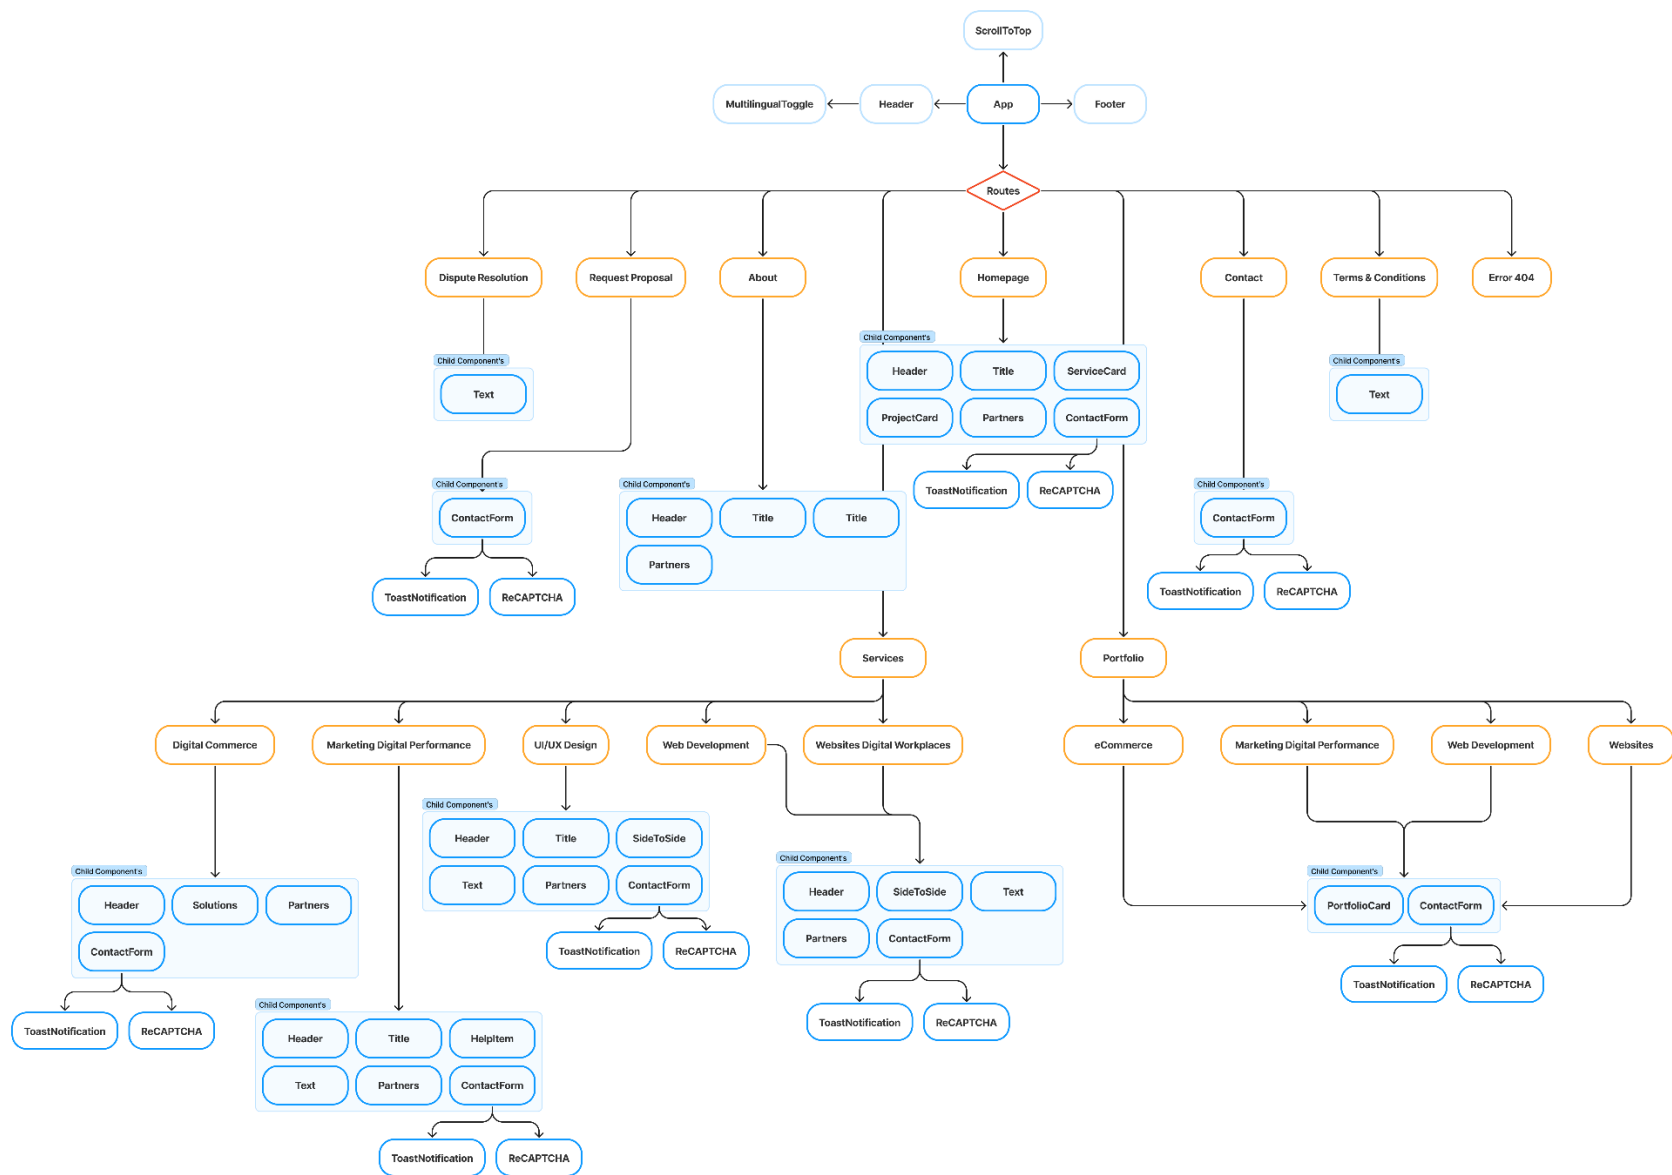 ScrollToTop
MultilingualToggle
Header
App
Footer
Routes
Dispute Resolution
Request Proposal
About
Homepage
Contact
Terms & Conditions
Error 404
Child Component's
Header
Title
ServiceCard
ProjectCard
Partners
ContactForm
ToastNotification
ReCAPTCHA
Child Component's
Text
Child Component's
Text
Child Component's
ContactForm
ToastNotification
ReCAPTCHA
Child Component's
Header
Title
Title
Partners
Child Component's
ContactForm
ToastNotification
ReCAPTCHA
Services
Portfolio
Digital Commerce
Marketing Digital Performance
UI/UX Design
Web Development
Websites Digital Workplaces
eCommerce
Marketing Digital Performance
Web Development
Websites
Child Component's
Header
Title
SideToSide
Text
Partners
ContactForm
ToastNotification
ReCAPTCHA
Child Component's
Header
SideToSide
Text
Partners
ContactForm
ToastNotification
ReCAPTCHA
Child Component's
PortfolioCard
ContactForm
ToastNotification
ReCAPTCHA
Child Component's
Header
Solutions
Partners
ContactForm
ToastNotification
ReCAPTCHA
Child Component's
Header
Title
HelpItem
Text
Partners
ContactForm
ToastNotification
ReCAPTCHA